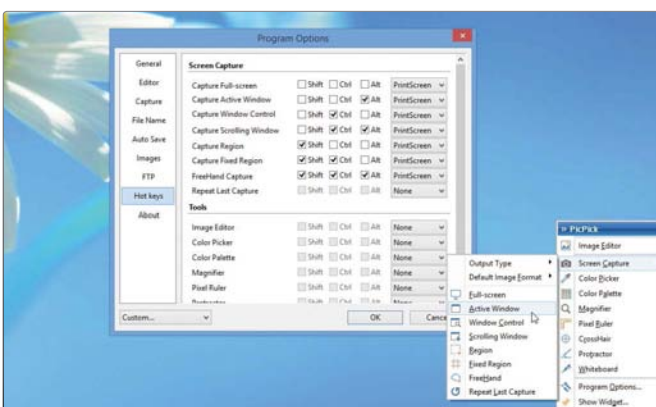 Program Options
General
Editor
Capture
File Name
Auto Save
Images
FTP
Hot keys
About
Screen Capture
Capture Full-screen Shift Ctrl Alt PrintScreen
Capture Active Window Shift Ctrl Alt PrintScreen
Capture Window Control Shift Ctrl Alt PrintScreen
Capture Scrolling Window Shift Ctrl Alt PrintScreen
Capture Region Shift Ctrl Alt PrintScreen
Capture Fixed Region Shift Ctrl Alt PrintScreen
FreeHand Capture Shift Ctrl Alt PrintScreen
Repeat Last Capture Shift Ctrl Alt None
Tools
Image Editor Shift Ctrl Alt None
Color Picker Shift Ctrl Alt None
Color Palette Shift Ctrl Alt None
Magnifier Shift Ctrl Alt None
Pixel Ruler Shift Ctrl Alt None
Protractor Shift Ctrl Alt None
Custom...
OK
Cance
Output Type
Default Image Format
Full-screen
Active Window
Window Control
Scrolling Window
Region
Fixed Region
FreeHand
Repeat Last Capture
PicPick
Image Editor
Screen Capture
Color Picker
Color Palette
Magnifier
Pixel Ruler
CrossHair
Protractor
Whiteboard
Program Options...
Show Widget...